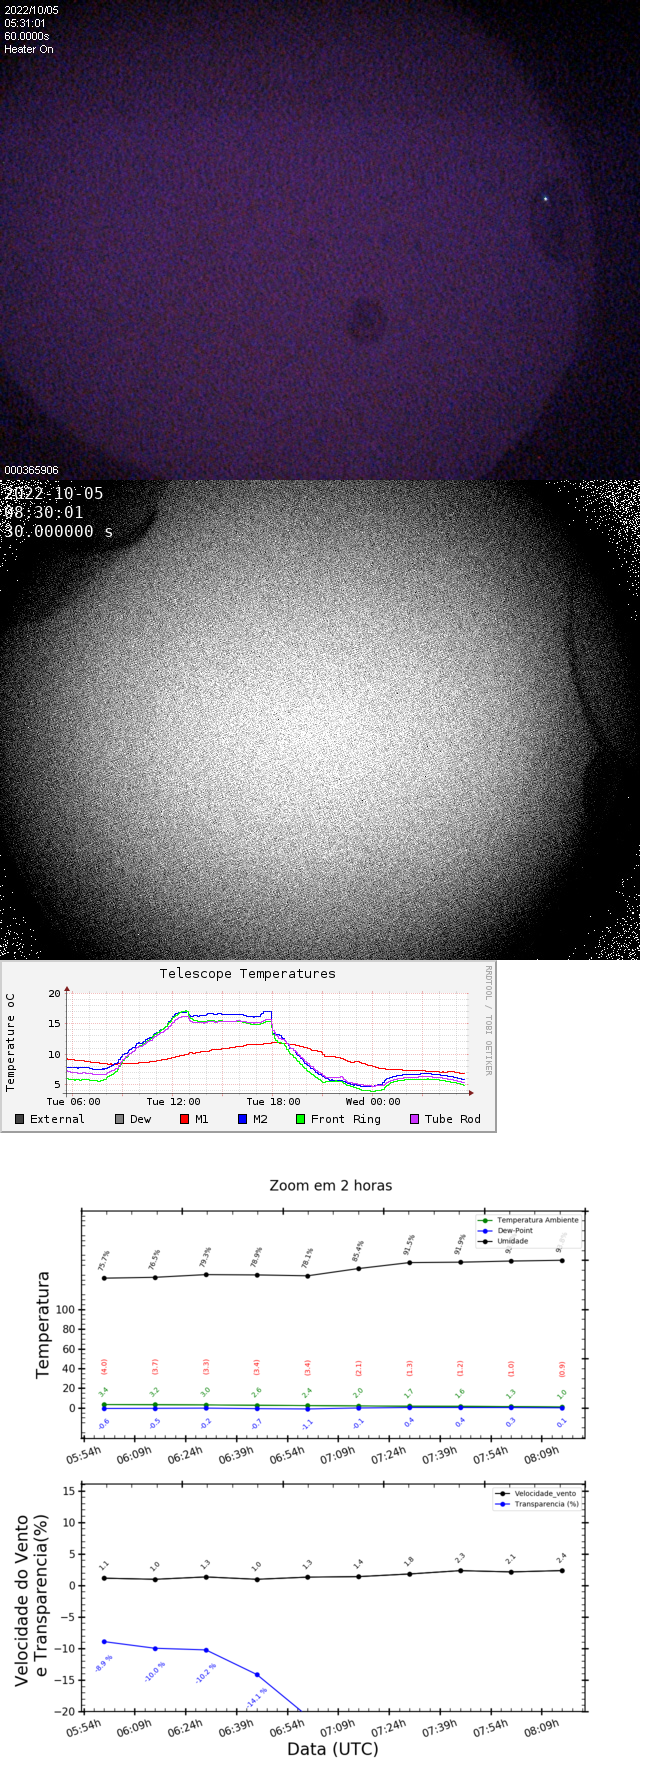 2022/10/05
05:31:01
60.0000s
Heater On
000365906
2022-10-05
08:30:01
30.000000 s
Telescope Temperatures
RRDTOOL / TOBI OETIKER
Temperature oC
20
15
10
5
Tue 06:00 Tue 12:00 Tue 18:00 Wed 00:00
External Dew M1 M2 Front Ring Tube Rod
Zoom em 2 horas
Temperatura Ambiente
Dew-Point
Umidade
75.7% 76.5% 79.3% 78.9% 78.1% 85.4% 91.5% 91.9%
Temperatura
100
80
60
40
20
0
(4.0) (3.7) (3.3) (3.4) (3.4) (2.1) (1.3) (1.2) (1.0) (0.9)
3.4 3.2 3.0 2.6 2.4 2.0 1.7 1.6 1.3 1.0
-0.6 -0.5 -0.2 -0.7 -1.1 -0.1 0.4 0.4 0.3 0.1
05:54h 06:09h 06:24h 06:39h 06:54h 07:09h 07:24h 07:39h 07:54h 08:09h
Velocidade_vento
Transparencia (%)
Velocidade do Vento
e Transparencia(%)
15
10
5
0
−5
−10
−15
−20
1.1 1.0 1.3 1.0 1.3 1.4 1.8 2.3 2.1 2.4
-8.9 % -10.0 % -10.2 % -14.1 %
05:54h 06:09h 06:24h 06:39h 06:54h 07:09h 07:24h 07:39h 07:54h 08:09h
Data (UTC)